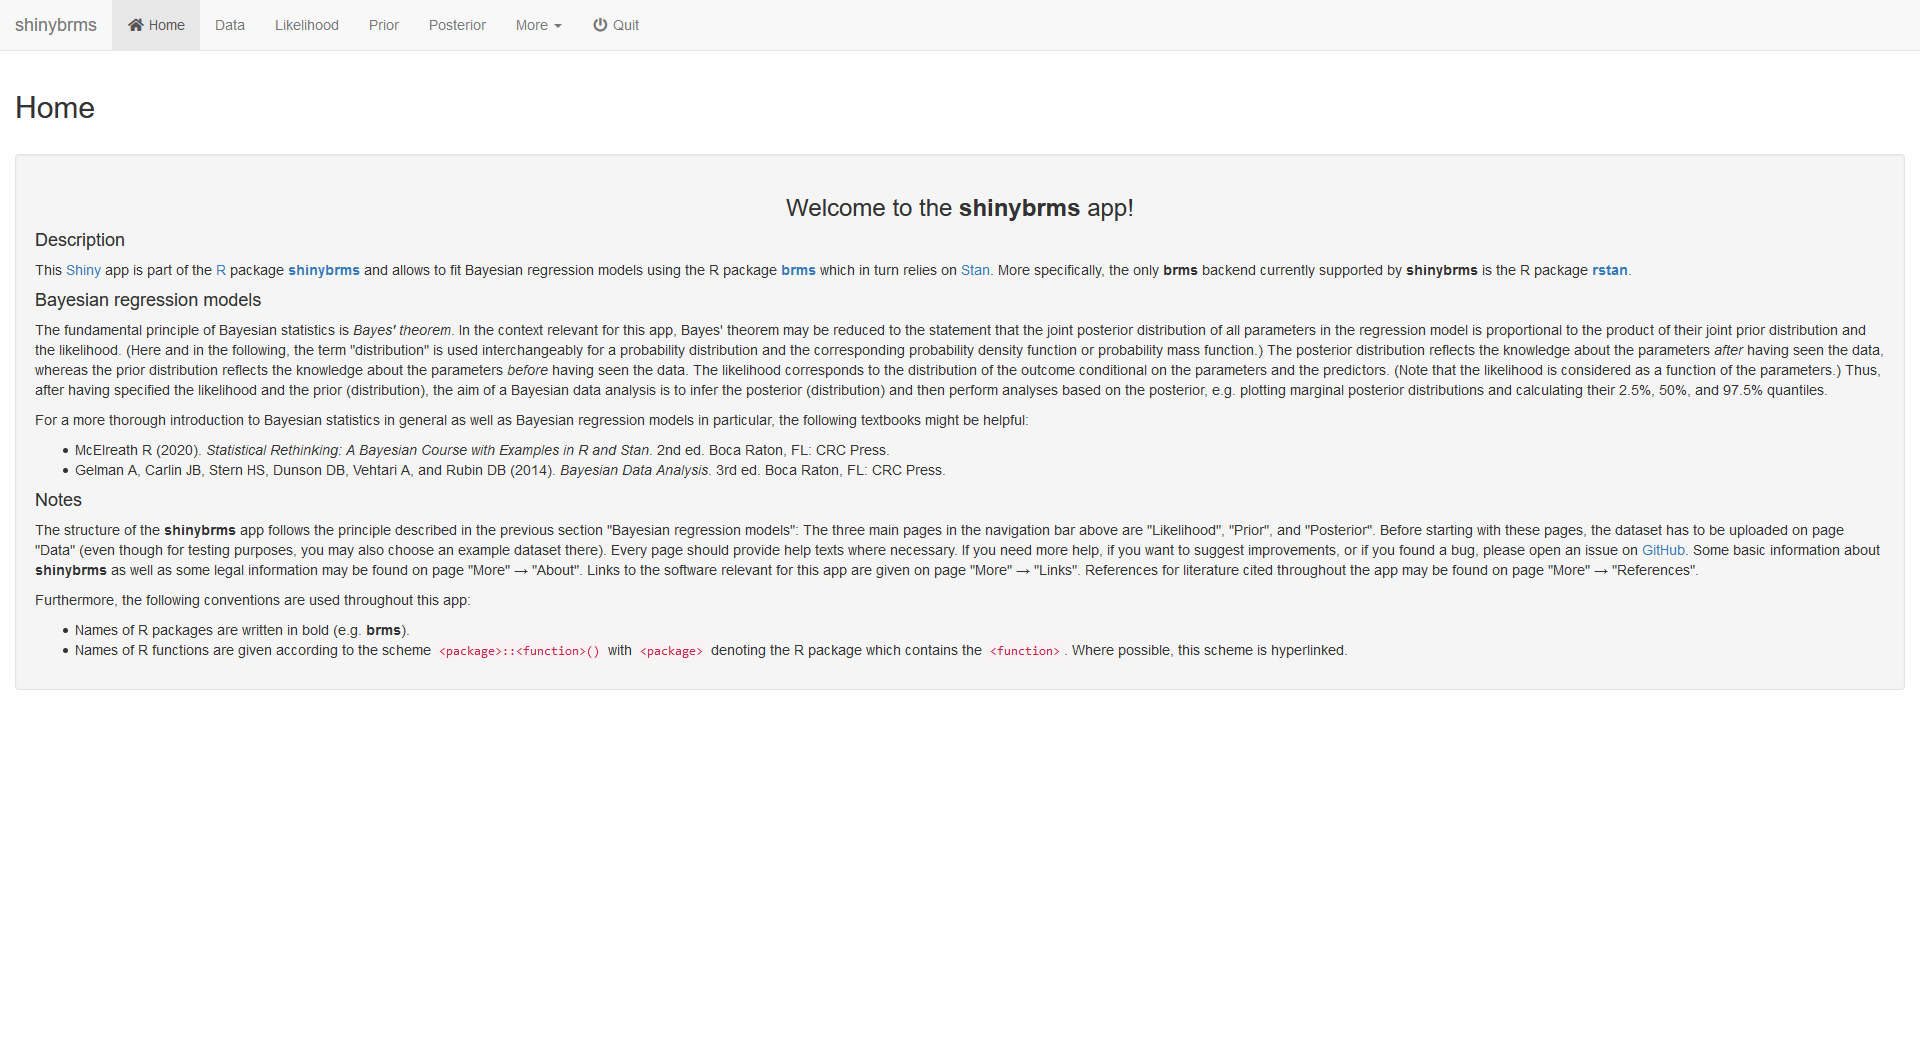 shinybrms Home Data Likelihood Prior Posterior More Quit
Home
Welcome to the shinybrms app!
Description
This Shiny app is part of the R package shinybrms and allows to fit Bayesian regression models using the R package brms which in turn relies on Stan. More specifically, the only brms backend currently supported by shinybrms is the R package rstan.
Bayesian regression models
The fundamental principle of Bayesian statistics is Bayes' theorem. In the context relevant for this app, Bayes' theorem may be reduced to the statement that the joint posterior distribution of all parameters in the regression model is proportional to the product of their joint prior distribution and
the likelihood. (Here and in the following, the term "distribution" is used interchangeably for a probability distribution and the corresponding probability density function or probability mass function.) The posterior distribution reflects the knowledge about the parameters after having seen the data,
whereas the prior distribution reflects the knowledge about the parameters before having seen the data. The likelihood corresponds to the distribution of the outcome conditional on the parameters and the predictors. (Note that the likelihood is considered as a function of the parameters.) Thus,
after having specified the likelihood and the prior (distribution), the aim of a Bayesian data analysis is to infer the posterior (distribution) and then perform analyses based on the posterior, e.g. plotting marginal posterior distributions and calculating their 2.5%, 50%, and 97.5% quantiles.
For a more thorough introduction to Bayesian statistics in general as well as Bayesian regression models in particular, the following textbooks might be helpful:
• McElreath R (2020). Statistical Rethinking: A Bayesian Course with Examples in R and Stan. 2nd ed. Boca Raton, FL: CRC Press.
• Gelman A, Carlin JB, Stern HS, Dunson DB, Vehtari A, and Rubin DB (2014). Bayesian Data Analysis. 3rd ed. Boca Raton, FL: CRC Press.
Notes
The structure of the shinybrms app follows the principle described in the previous section "Bayesian regression models": The three main pages in the navigation bar above are "Likelihood", "Prior", and "Posterior". Before starting with these pages, the dataset has to be uploaded on page
"Data" (even though for testing purposes, you may also choose an example dataset there). Every page should provide help texts where necessary. If you need more help, if you want to suggest improvements, or if you found a bug, please open an issue on GitHub. Some basic information about
shinybrms as well as some legal information may be found on page "More" → "About". Links to the software relevant for this app are given on page "More" → "Links". References for literature cited throughout the app may be found on page "More" → "References".
Furthermore, the following conventions are used throughout this app:
• Names of R packages are written in bold (e.g. brms).
• Names of R functions are given according to the scheme <package>::<function>() with <package> denoting the R package which contains the <function> . Where possible, this scheme is hyperlinked.